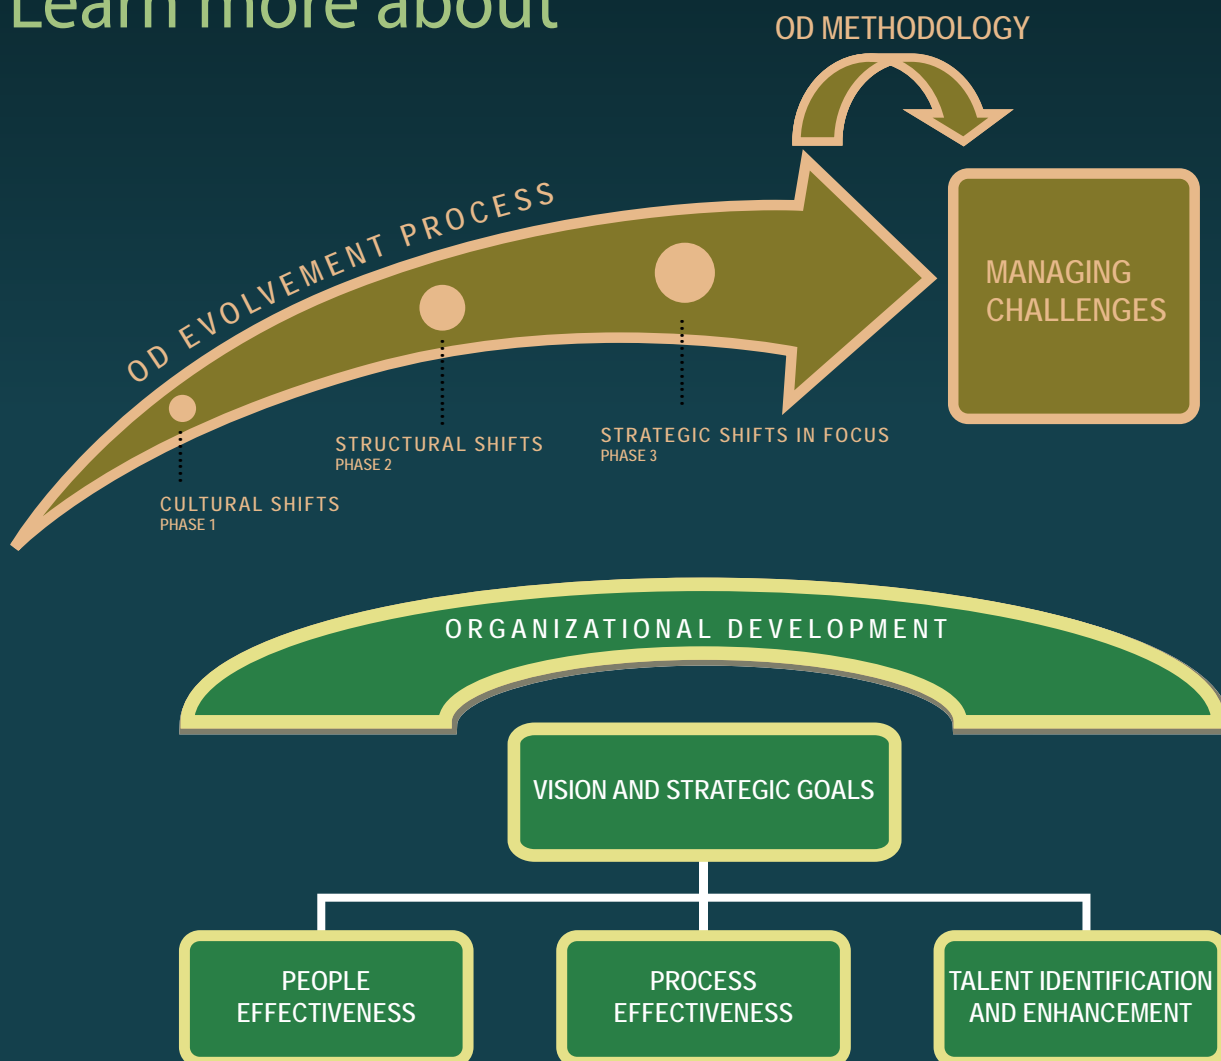 Learn more about
OD METHODOLOGY
OD EVOLVEMENT PROCESS
MANAGING
CHALLENGES
STRATEGIC SHIFTS IN FOCUS
PHASE 3
STRUCTURAL SHIFTS
PHASE 2
CULTURAL SHIFTS
PHASE 1
ORGANIZATIONAL DEVELOPMENT
VISION AND STRATEGIC GOALS
PEOPLE
EFFECTIVENESS
PROCESS
EFFECTIVENESS
TALENT IDENTIFICATION
AND ENHANCEMENT